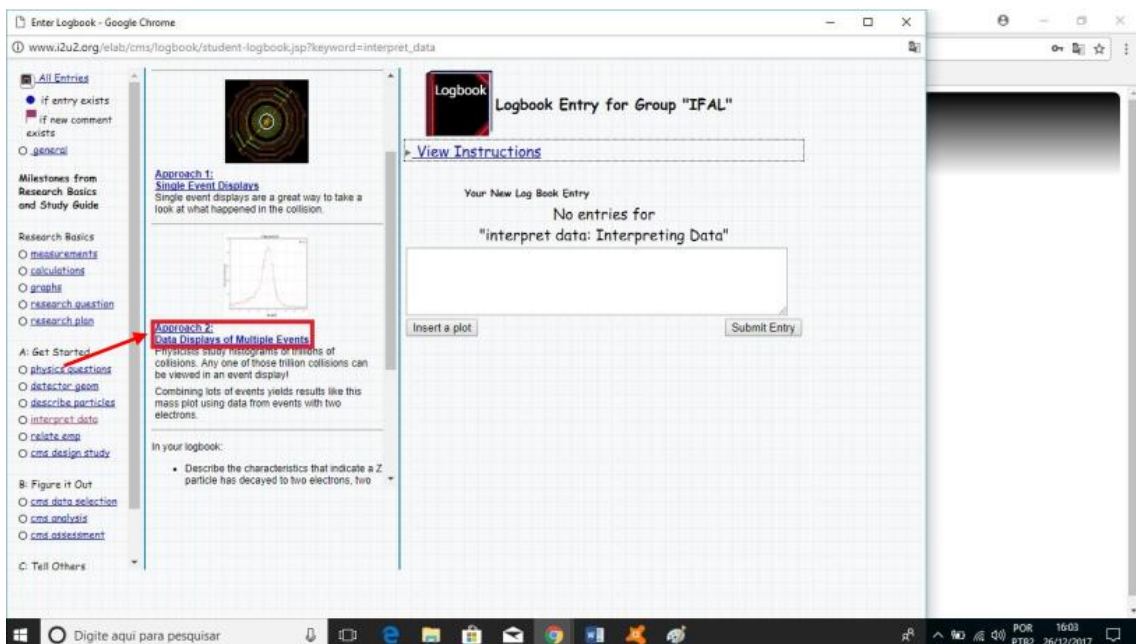 Enter Logbook - Google Chrome
www.i2u2.org/elab/cms/logbook/student-logbook.jsp?keyword=interpret_data
All Entries
if entry exists
if new comment
exists
general
Milestones from
Research Basics
and Study Guide
Research Basics
measurements
calculations
graphs
research question
research plan
A: Get Started
physics questions
detector geom
describe particles
interpret data
relate emp
cms design study
B: Figure it Out
cms data selection
cms analysis
cms assessment
C: Tell Others
Approach 1:
Single Event Displays
Single event displays are a great way to take a
look at what happened in the collision.
Approach 2:
Data Displays of Multiple Events
Physicists study histograms of trillions of
collisions. Any one of those trillion collisions can
be viewed in an event display!
Combining lots of events yields results like this
mass plot using data from events with two
electrons.
In your logbook:
Describe the characteristics that indicate a Z
particle has decayed to two electrons, two
Logbook
Logbook Entry for Group "IFAL"
View Instructions
Your New Log Book Entry
No entries for
"interpret data: Interpreting Data"
Insert a plot
Submit Entry
Digite aqui para pesquisar
POR
PTB2
16:03
26/12/2017